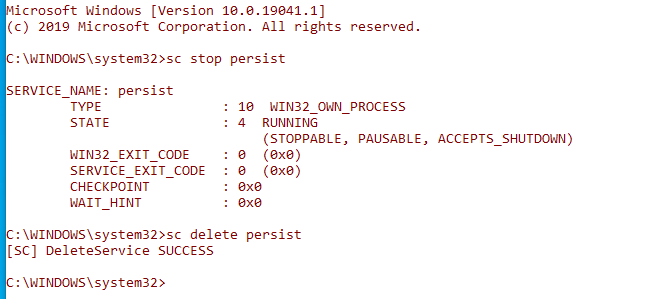 Microsoft Windows [Version 10.0.19041.1]
(c) 2019 Microsoft Corporation. All rights reserved.
C:\WINDOWS\system32>sc stop persist
SERVICE_NAME: persist
        TYPE               : 10  WIN32_OWN_PROCESS
        STATE              : 4  RUNNING
                                (STOPPABLE, PAUSABLE, ACCEPTS_SHUTDOWN)
        WIN32_EXIT_CODE    : 0  (0x0)
        SERVICE_EXIT_CODE  : 0  (0x0)
        CHECKPOINT         : 0x0
        WAIT_HINT          : 0x0
C:\WINDOWS\system32>sc delete persist
[SC] DeleteService SUCCESS
C:\WINDOWS\system32>